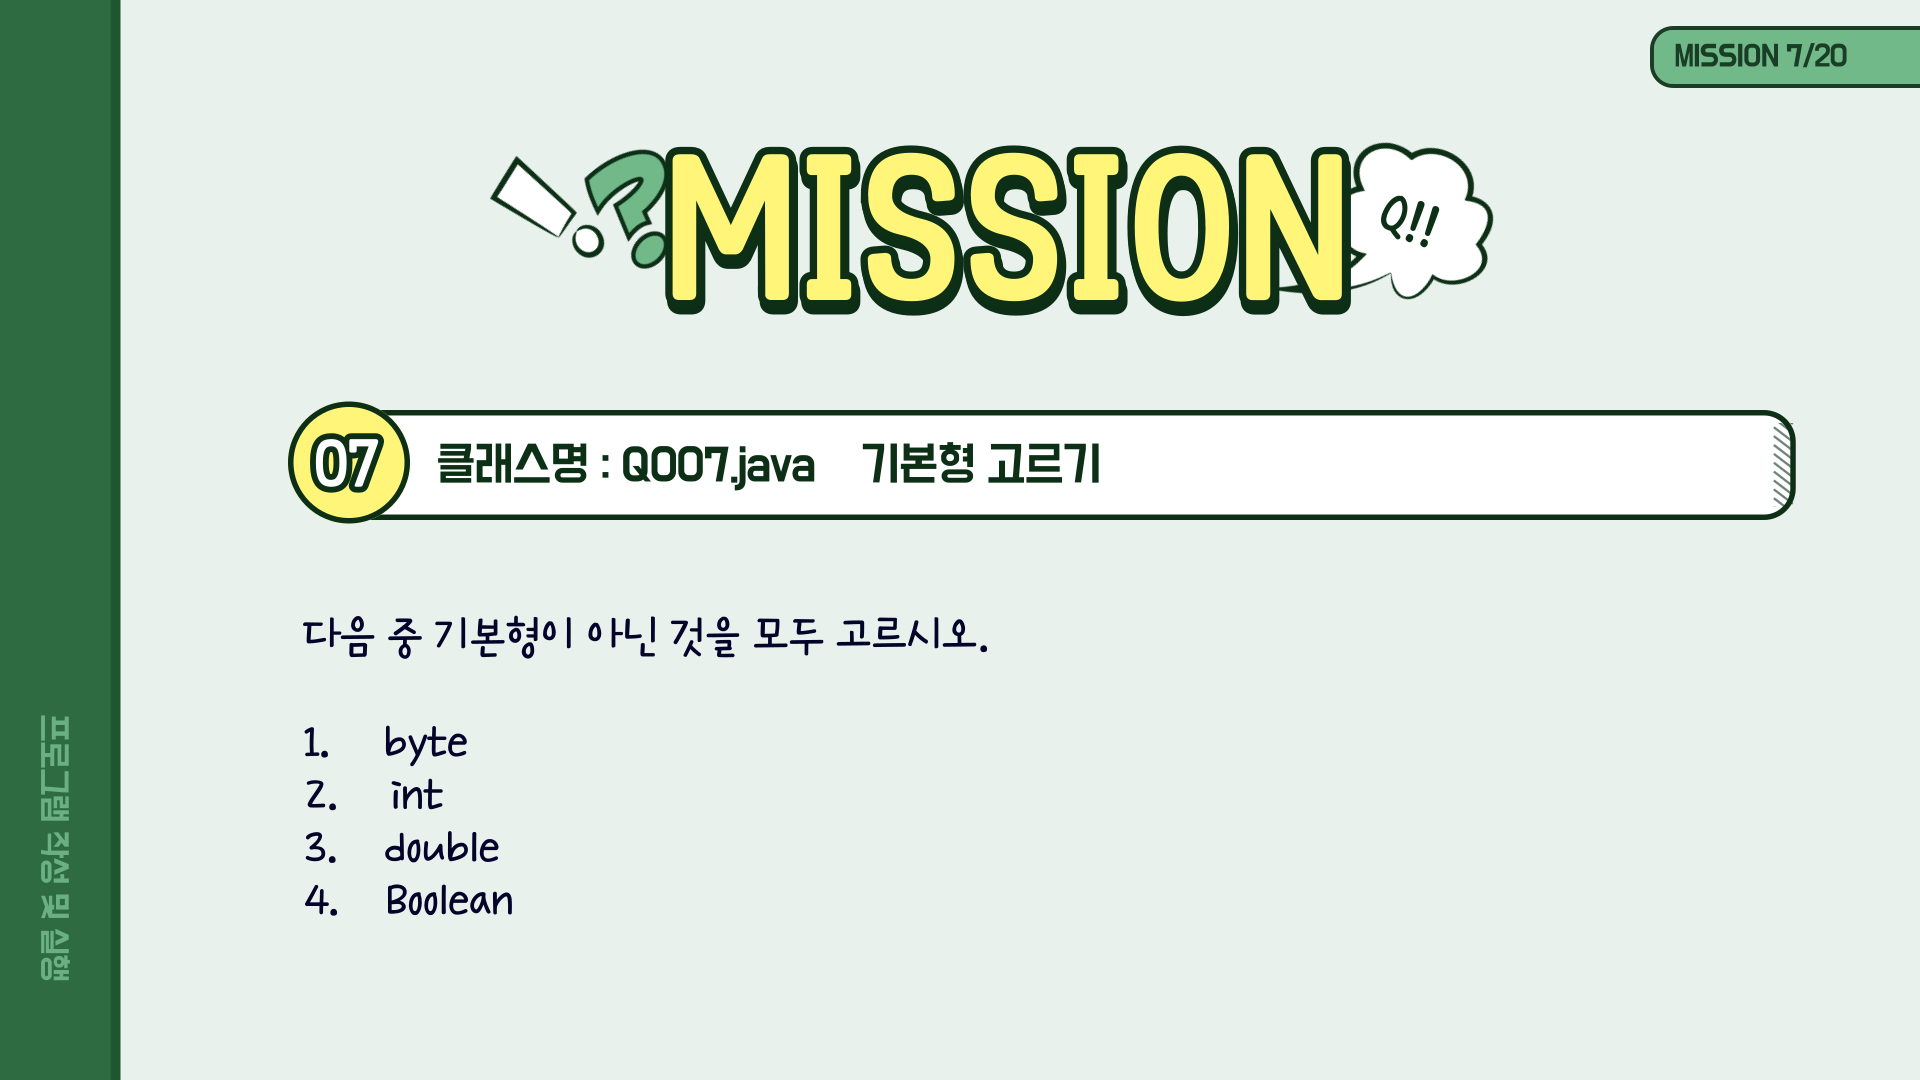 MISSION 7/20
!?MISSION
Q!!
07 클래스명 : Q007.java 기본형 고르기
다음 중 기본형이 아닌 것을 모두 고르시오.
1. byte
2. int
3. double
4. Boolean
프로그램 작성 및 실행